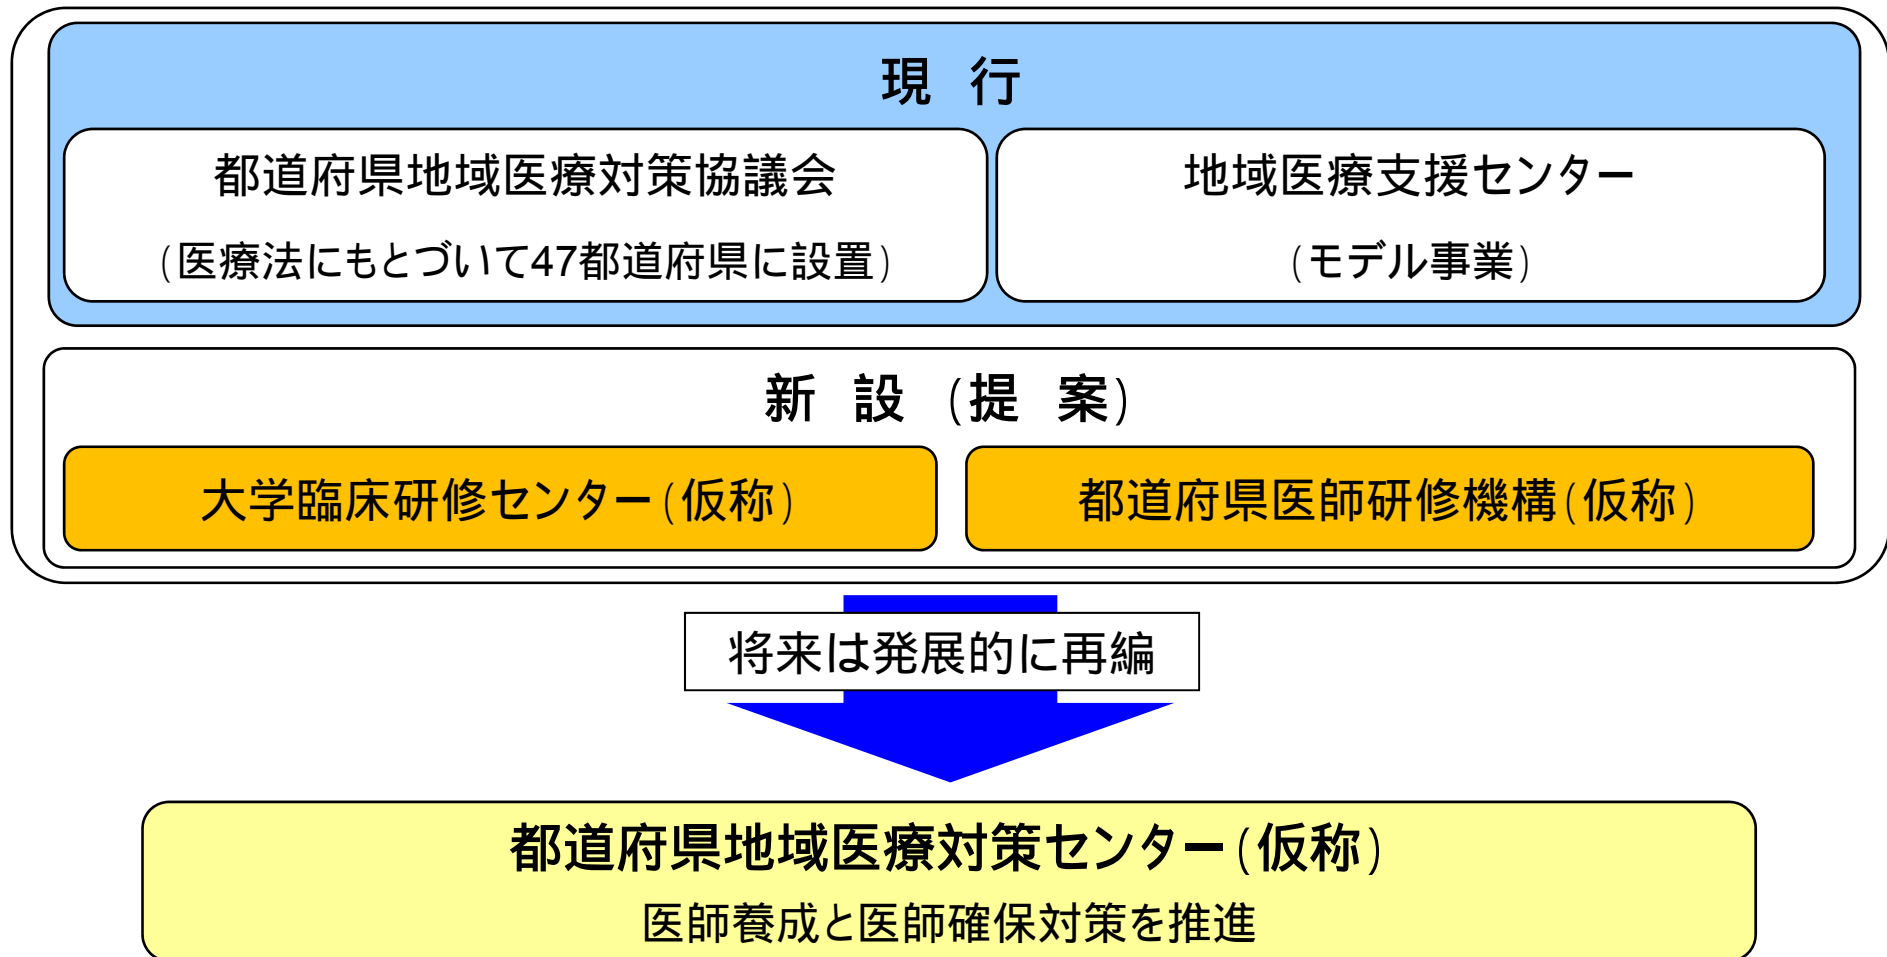 現 行
都道府県地域医療対策協議会
(医療法にもとづいて47都道府県に設置)
地域医療支援センター
(モデル事業)
新 設 (提 案)
大学臨床研修センター(仮称)
都道府県医師研修機構(仮称)
将来は発展的に再編
都道府県地域医療対策センター(仮称)
医師養成と医師確保対策を推進